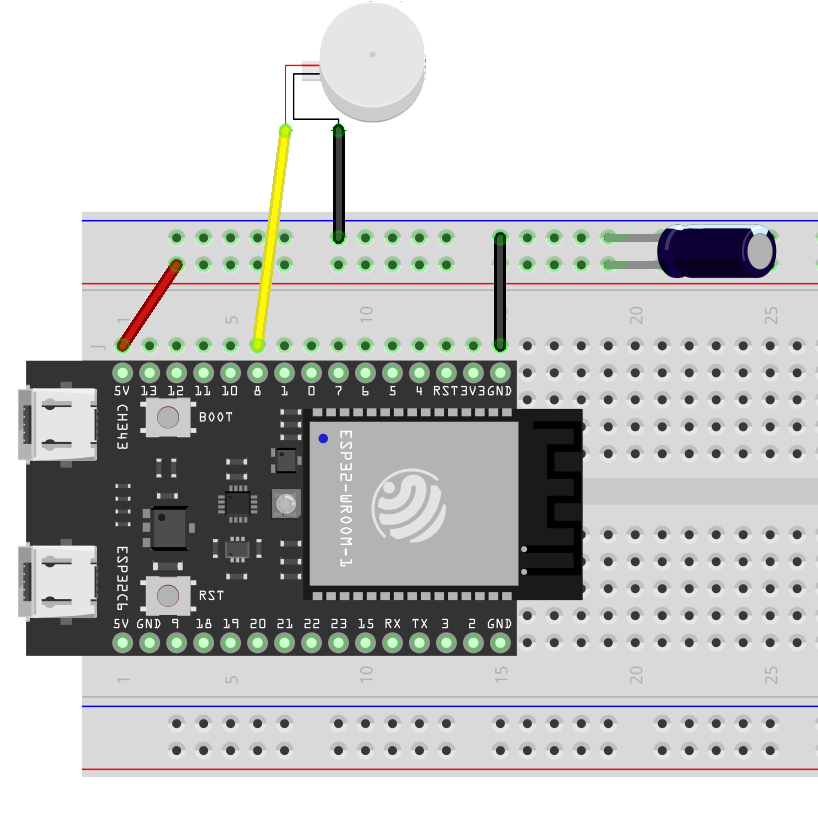 1 5 10 15 20 25
J
5V 13 12 11 10 8 1 0 7 6 5 4 RST 3V3 GND
CH343
BOOT
ESP32-WROOM-1
ESP32C6
RST
5V GND 9 18 19 20 21 22 23 15 RX TX 3 2 GND
1 5 10 15 20 25